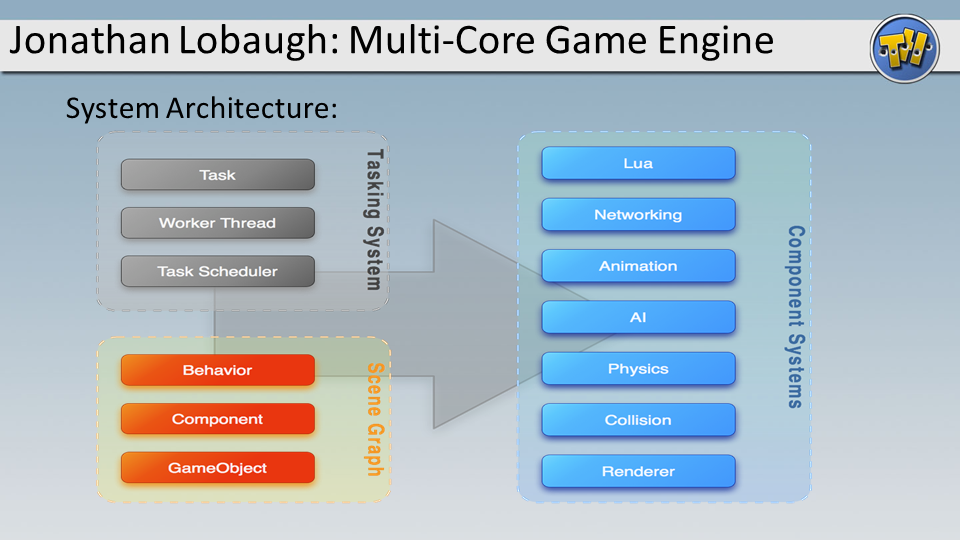 Jonathan Lobaugh: Multi-Core Game Engine
TH
System Architecture:
Task
Worker Thread
Task Scheduler
Tasking System
Behavior
Component
GameObject
Scene Graph
Lua
Networking
Animation
AI
Physics
Collision
Renderer
Component Systems